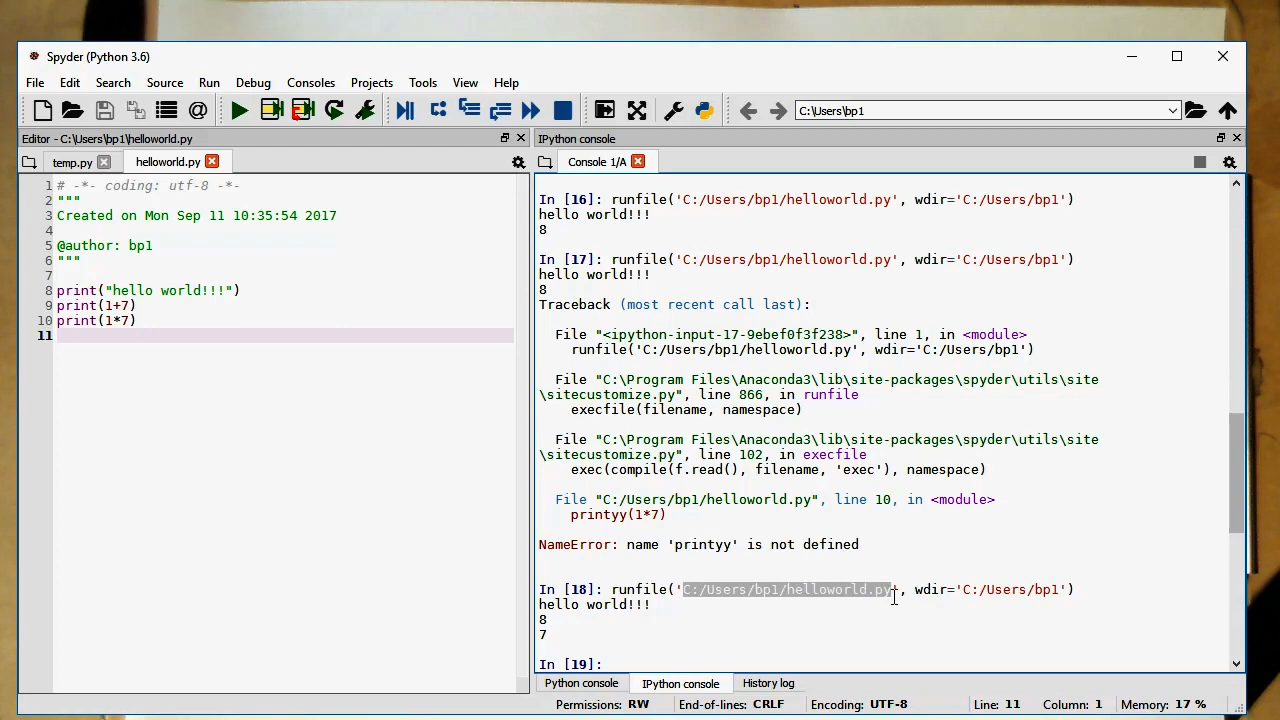 Spyder (Python 3.6)
File Edit Search Source Run Debug Consoles Projects Tools View Help
C:\Users\bp1
Editor - C:\Users\bp1\helloworld.py
temp.py helloworld.py
1 # -*- coding: utf-8 -*-
2 """
3 Created on Mon Sep 11 10:35:54 2017
4
5 @author: bp1
6 """
7
8 print("hello world!!!")
9 print(1+7)
10 print(1*7)
11
IPython console
Console 1/A
In [16]: runfile('C:/Users/bp1/helloworld.py', wdir='C:/Users/bp1')
hello world!!!
8
In [17]: runfile('C:/Users/bp1/helloworld.py', wdir='C:/Users/bp1')
hello world!!!
8
Traceback (most recent call last):
File "<ipython-input-17-9ebef0f3f238>", line 1, in <module>
runfile('C:/Users/bp1/helloworld.py', wdir='C:/Users/bp1')
File "C:\Program Files\Anaconda3\lib\site-packages\spyder\utils\site
\sitecustomize.py", line 866, in runfile
execfile(filename, namespace)
File "C:\Program Files\Anaconda3\lib\site-packages\spyder\utils\site
\sitecustomize.py", line 102, in execfile
exec(compile(f.read(), filename, 'exec'), namespace)
File "C:/Users/bp1/helloworld.py", line 10, in <module>
printyy(1*7)
NameError: name 'printyy' is not defined
In [18]: runfile('C:/Users/bp1/helloworld.py', wdir='C:/Users/bp1')
hello world!!!
8
7
In [19]:
Python console IPython console History log
Permissions: RW End-of-lines: CRLF Encoding: UTF-8 Line: 11 Column: 1 Memory: 17 %